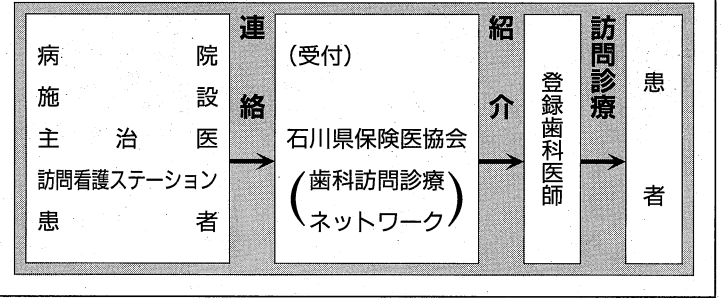 病院
施設
主治医
訪問看護ステーション
患者
連絡
(受付)
石川県保険医協会
(歯科訪問診療
ネットワーク)
紹介
登録歯科医師
訪問診療
患者